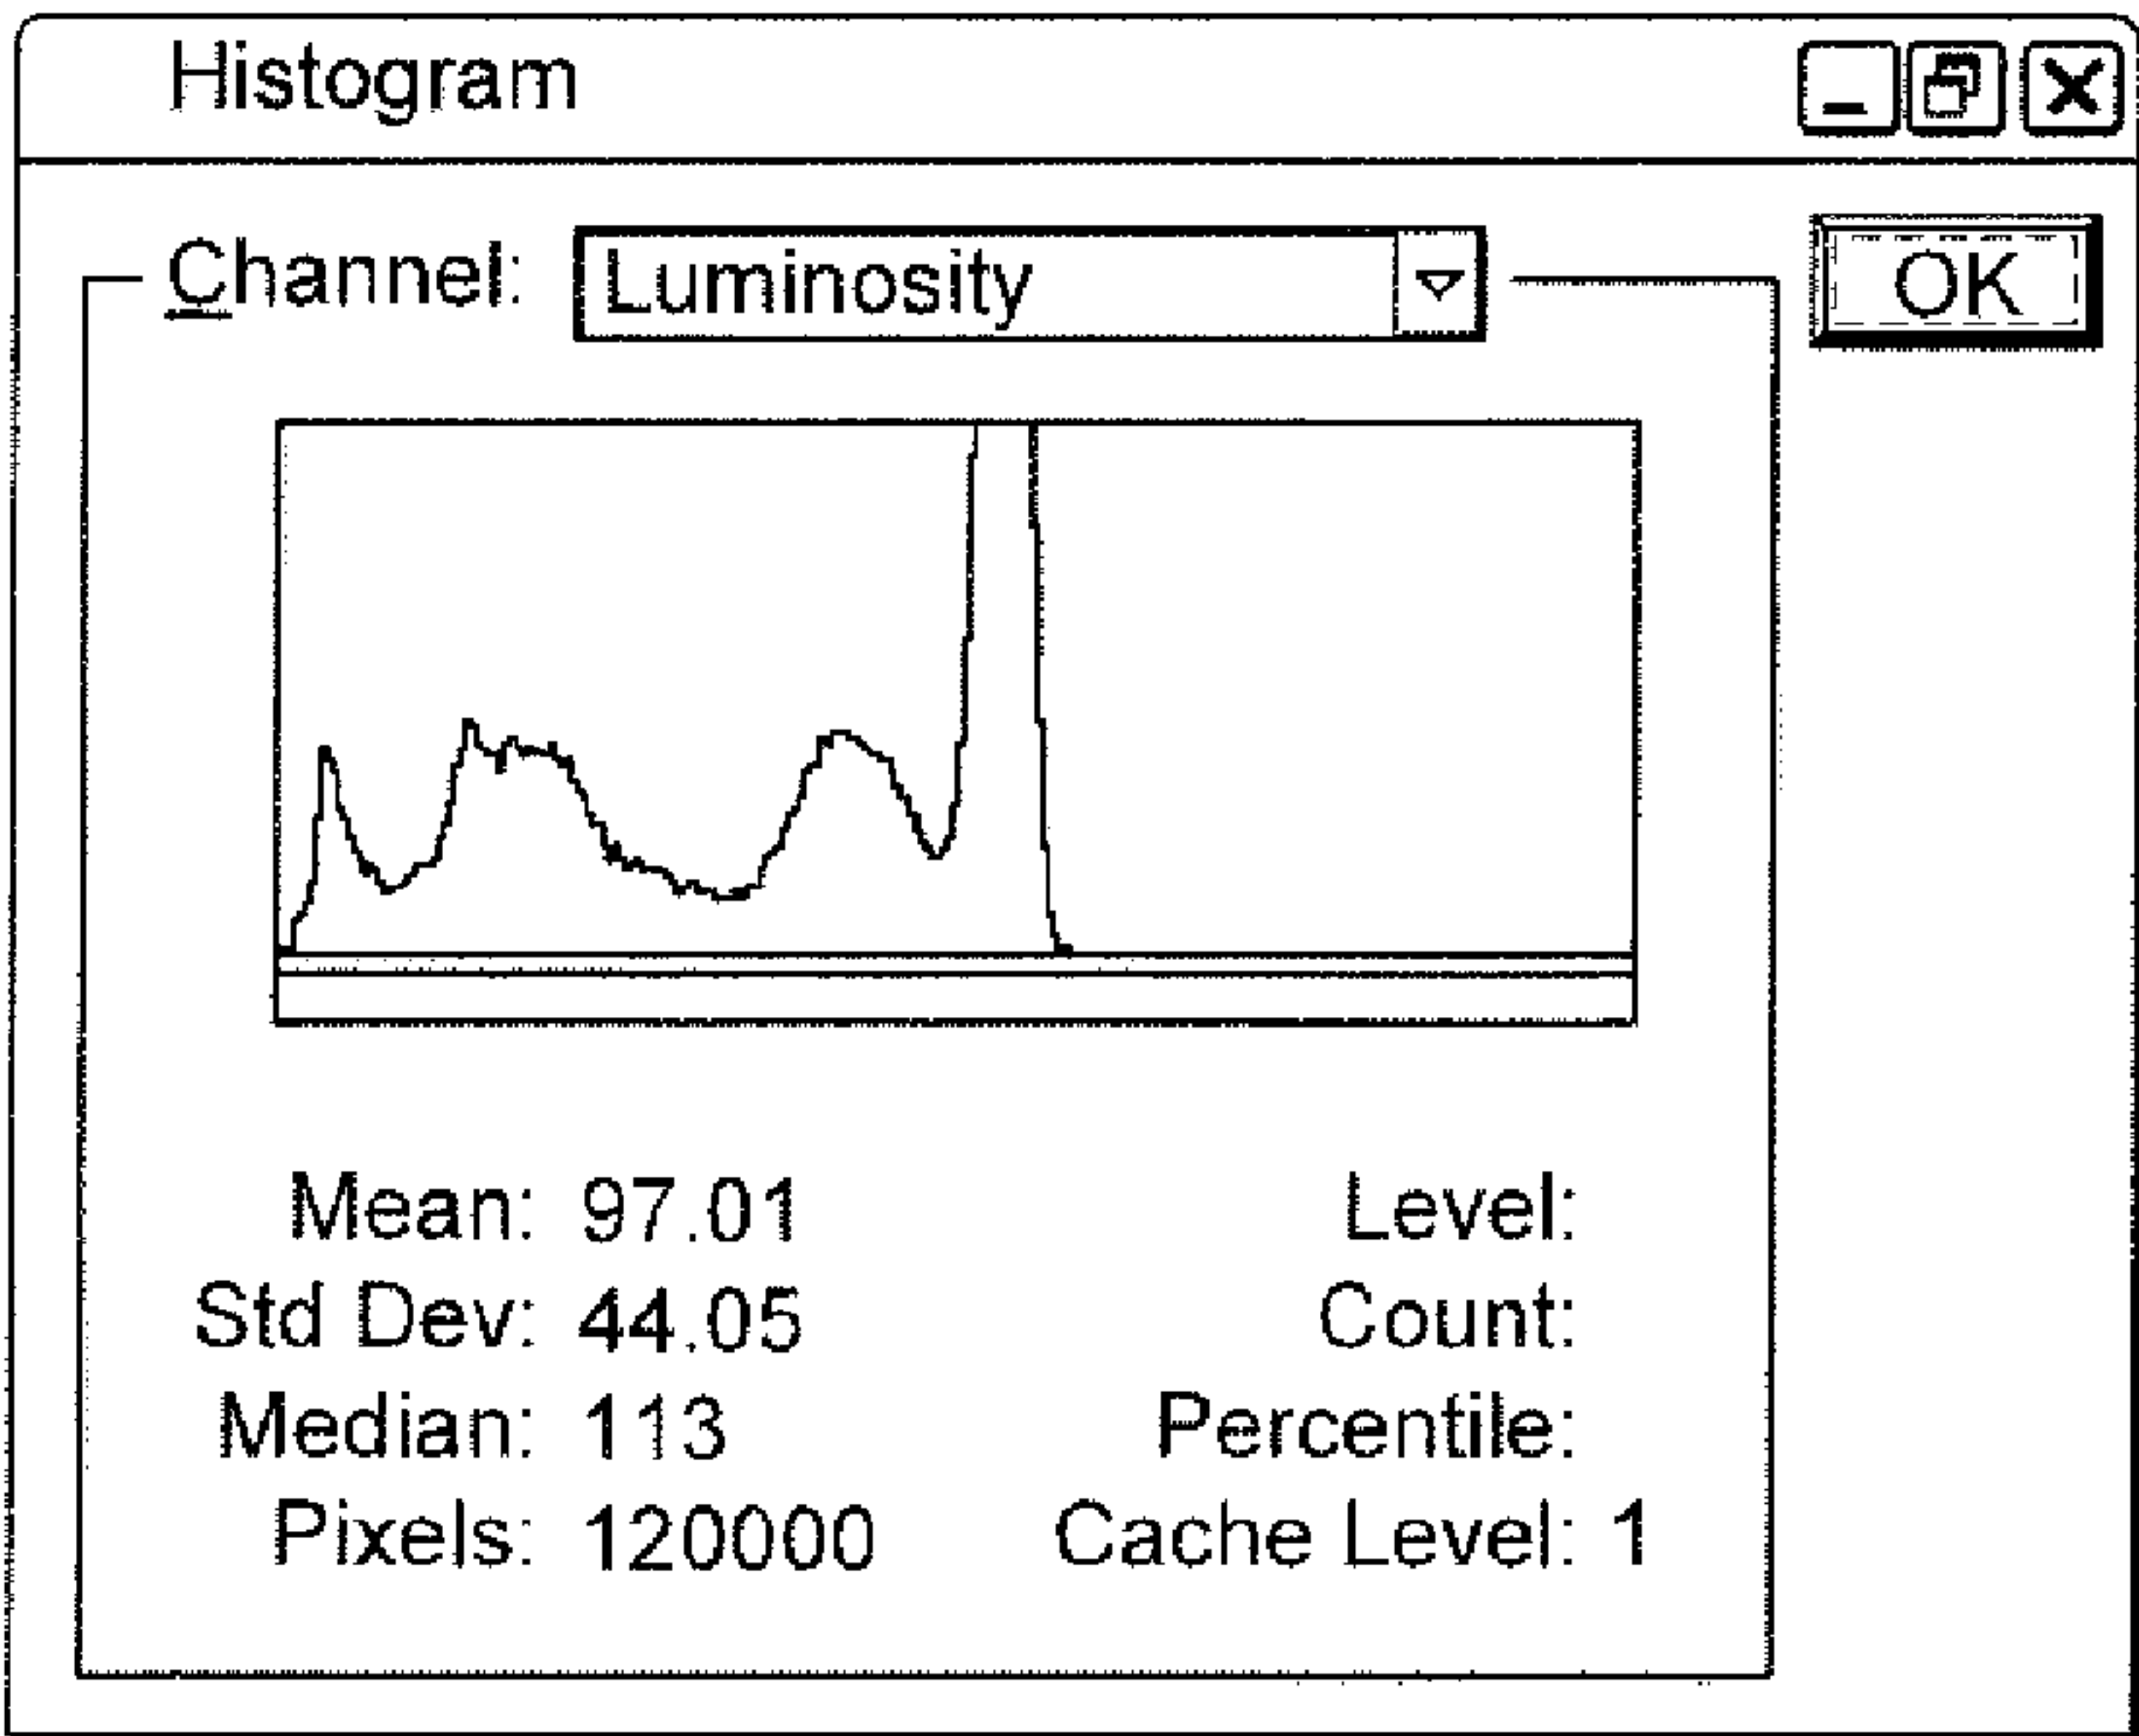 Histogram
Channel: Luminosity
OK
Mean: 97.01 Level:
Std Dev: 44.05 Count:
Median: 113 Percentile:
Pixels: 120000 Cache Level: 1